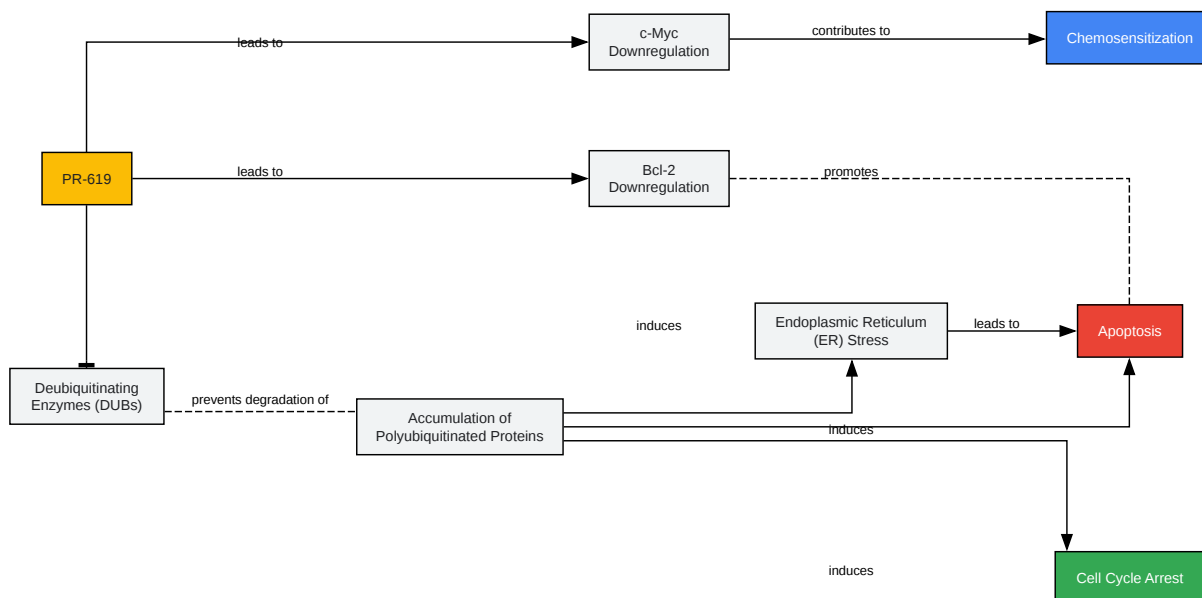 c-Myc
Downregulation
leads to
contributes to
Chemosensitization
PR-619
leads to
Bcl-2
Downregulation
promotes
induces
Endoplasmic Reticulum
(ER) Stress
leads to
Apoptosis
Deubiquitinating
Enzymes (DUBs)
prevents degradation of
Accumulation of
Polyubiquitinated Proteins
induces
induces
Cell Cycle Arrest